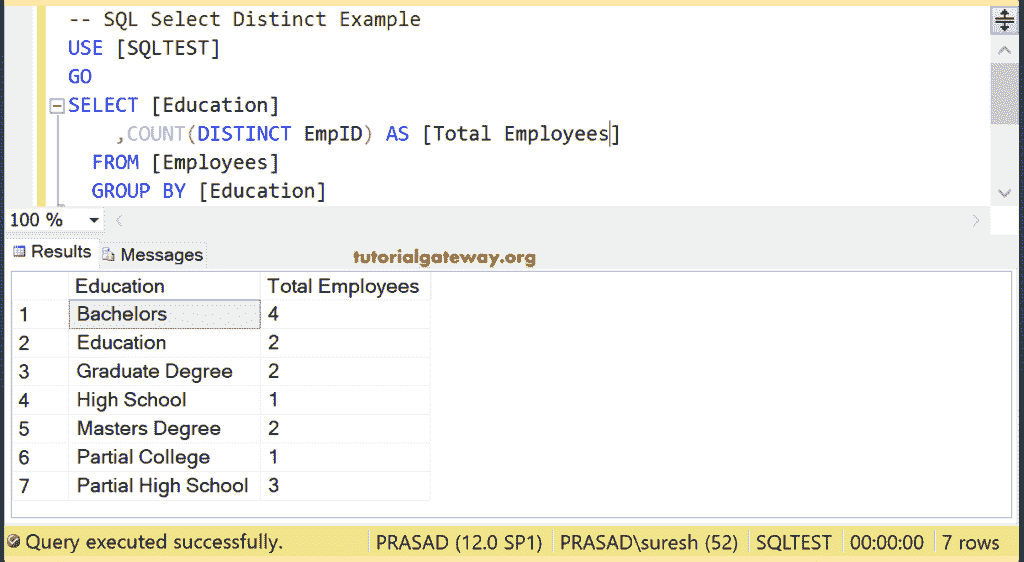 -- SQL Select Distinct Example
USE [SQLTEST]
GO
SELECT [Education]
,COUNT(DISTINCT EmpID) AS [Total Employees]
FROM [Employees]
GROUP BY [Education]
100 %
Results Messages
tutorialgateway.org
Education Total Employees
1 Bachelors 4
2 Education 2
3 Graduate Degree 2
4 High School 1
5 Masters Degree 2
6 Partial College 1
7 Partial High School 3
Query executed successfully. PRASAD (12.0 SP1) PRASAD\suresh (52) SQLTEST 00:00:00 7 rows